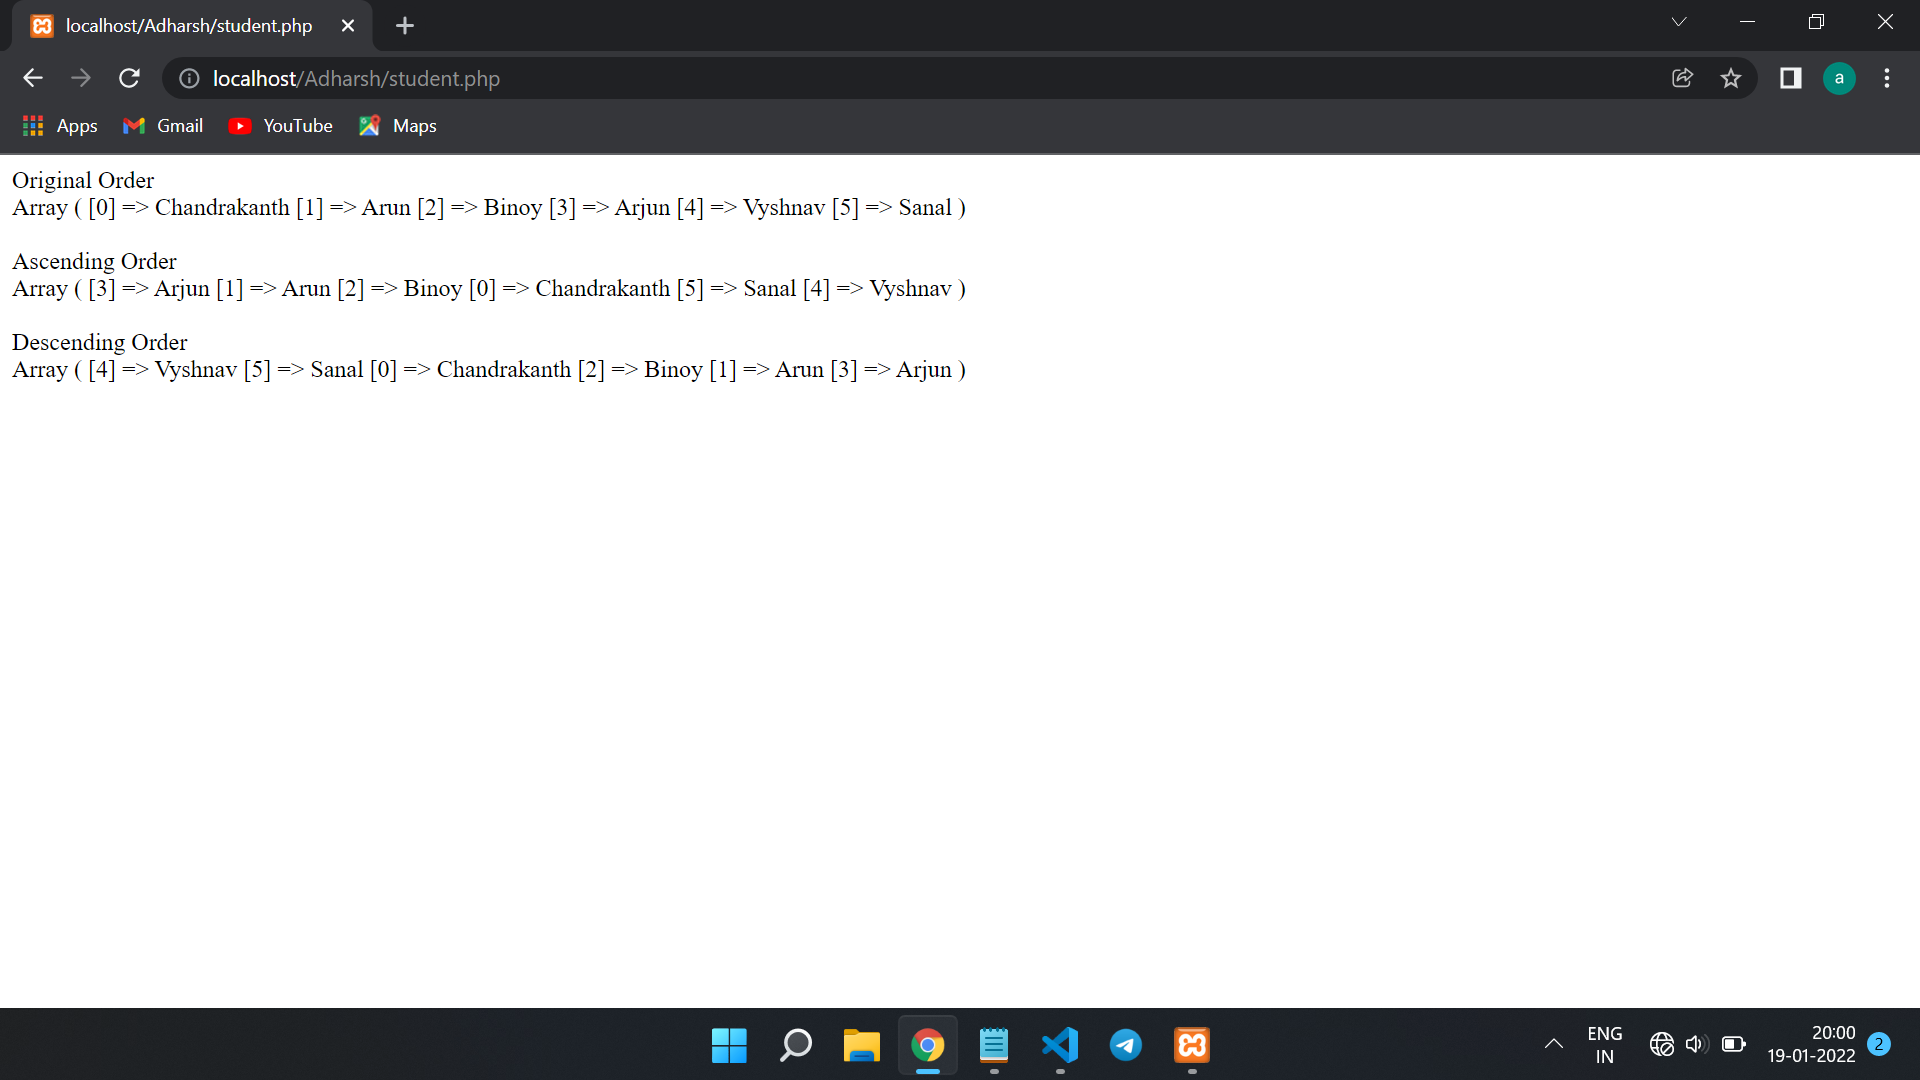 localhost/Adharsh/student.php
localhost/Adharsh/student.php
a
Apps Gmail YouTube Maps
Original Order
Array ( [0] => Chandrakanth [1] => Arun [2] => Binoy [3] => Arjun [4] => Vyshnav [5] => Sanal )
Ascending Order
Array ( [3] => Arjun [1] => Arun [2] => Binoy [0] => Chandrakanth [5] => Sanal [4] => Vyshnav )
Descending Order
Array ( [4] => Vyshnav [5] => Sanal [0] => Chandrakanth [2] => Binoy [1] => Arun [3] => Arjun )
ENG
IN
20:00
19-01-2022
2